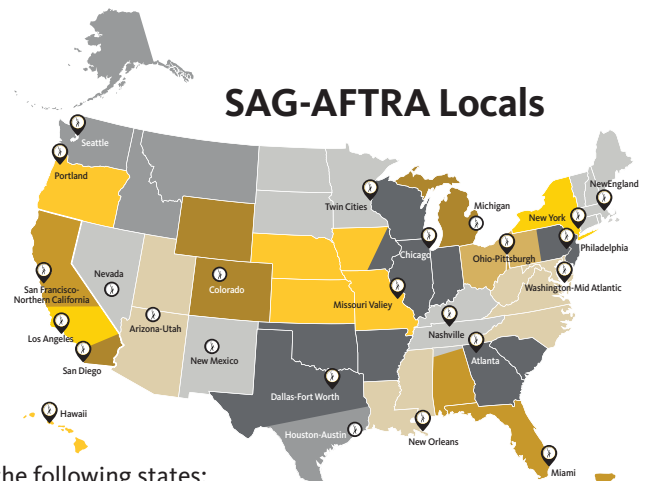 SAG-AFTRA Locals
Seattle
Portland
Twin Cities
Michigan
NewEngland
New York
Philadelphia
Chicago
Ohio-Pittsburgh
San Francisco-
Northern California
Nevada
Colorado
Missouri Valiey
Washington-Mid Atlantic
Los Angeles
Arizona-Utah
New Mexico
Nashville
Atlanta
San Diego
Dallas-Fort Worth
Hawaii
Houston-Austin
New Orleans
Miami
the following states: